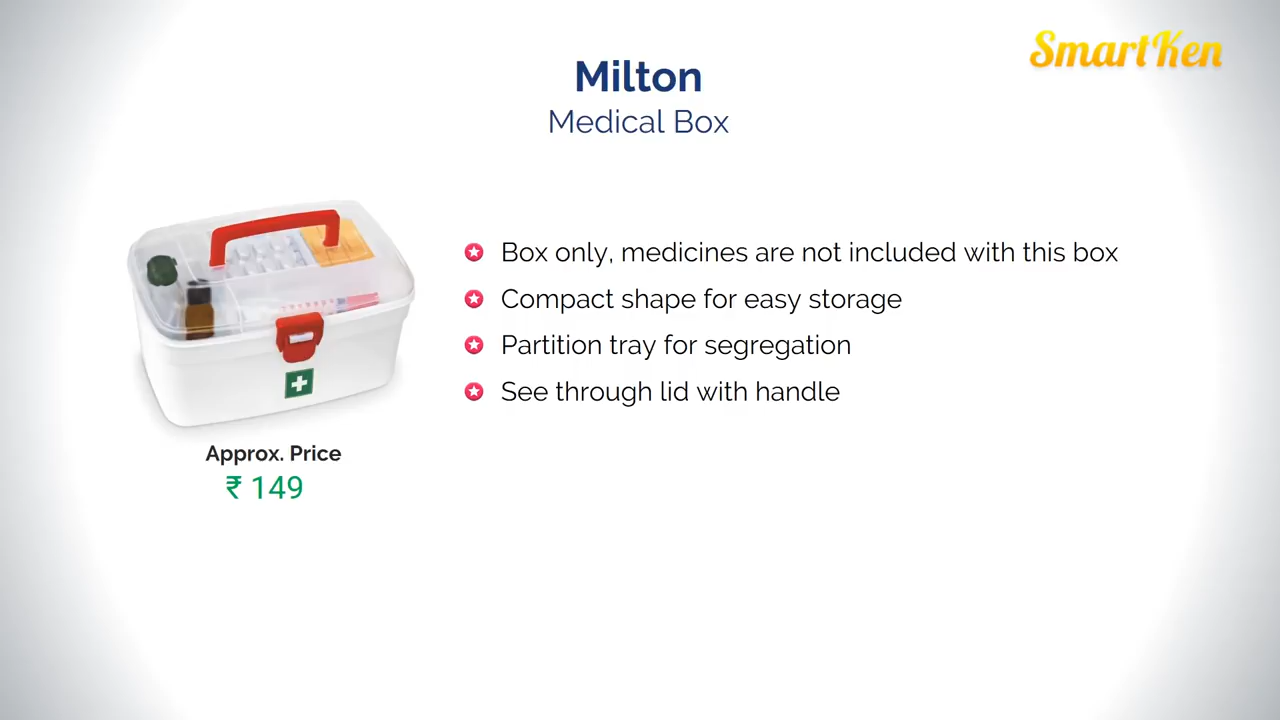 SmartKen
Milton
Medical Box
Box only, medicines are not included with this box
Compact shape for easy storage
Partition tray for segregation
See through lid with handle
Approx. Price
₹ 149